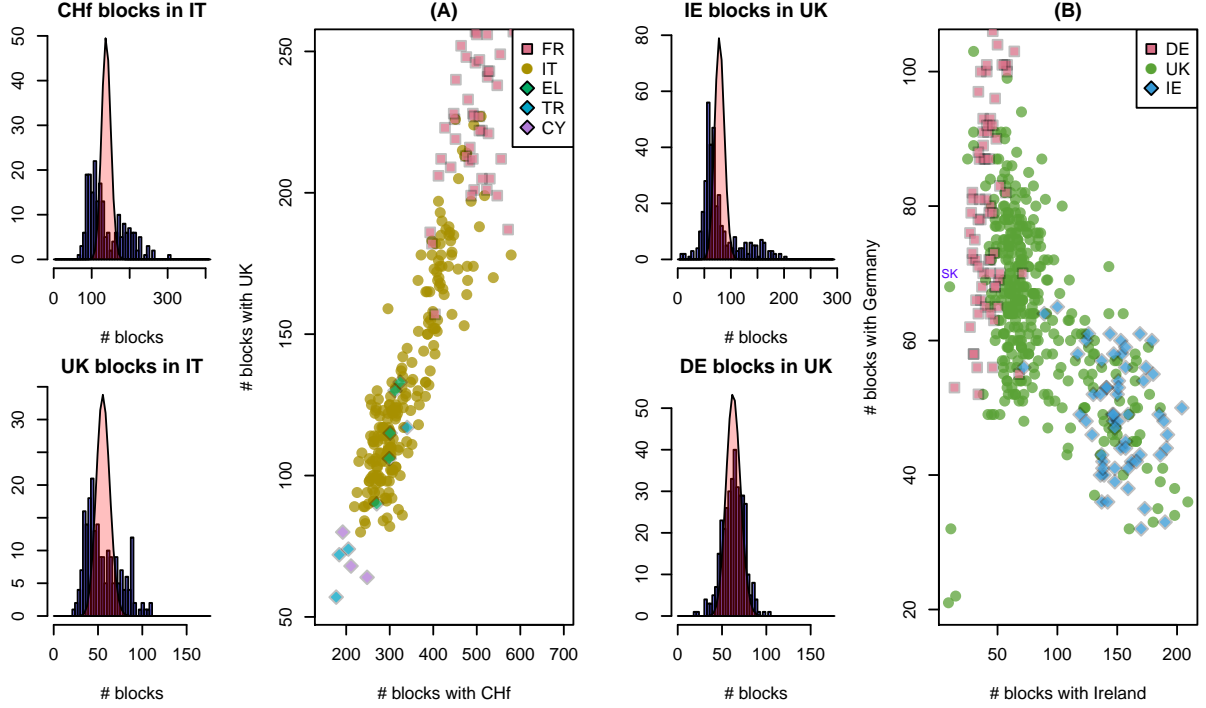 CHf blocks in IT
0 10 20 30 40 50
0 100 300
# blocks
UK blocks in IT
0 5 10 20 30
0 50 100 150
# blocks
(A)
# blocks with UK
50 100 150 200 250
200 300 400 500 600 700
# blocks with CHf
FR
IT
EL
TR
CY
IE blocks in UK
0 20 40 60 80
0 100 200 300
# blocks
DE blocks in UK
0 10 20 30 40 50
0 50 100 150
# blocks
(B)
# blocks with Germany
20 40 60 80 100
50 100 150 200
# blocks with Ireland
DE
UK
IE
SK